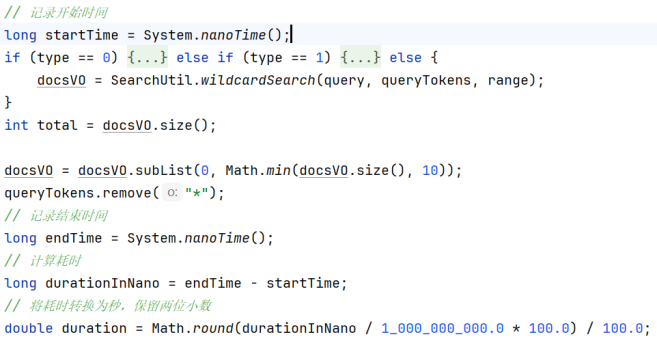 // 记录开始时间
long startTime = System.nanoTime();
if (type == 0) {...} else if (type == 1) {...} else {
    docsVO = SearchUtil.wildcardSearch(query, queryTokens, range);
}
int total = docsVO.size();

docsVO = docsVO.subList(0, Math.min(docsVO.size(), 10));
queryTokens.remove( o: "*");
// 记录结束时间
long endTime = System.nanoTime();
// 计算耗时
long durationInNano = endTime - startTime;
// 将耗时转换为秒，保留两位小数
double duration = Math.round(durationInNano / 1_000_000_000.0 * 100.0) / 100.0;